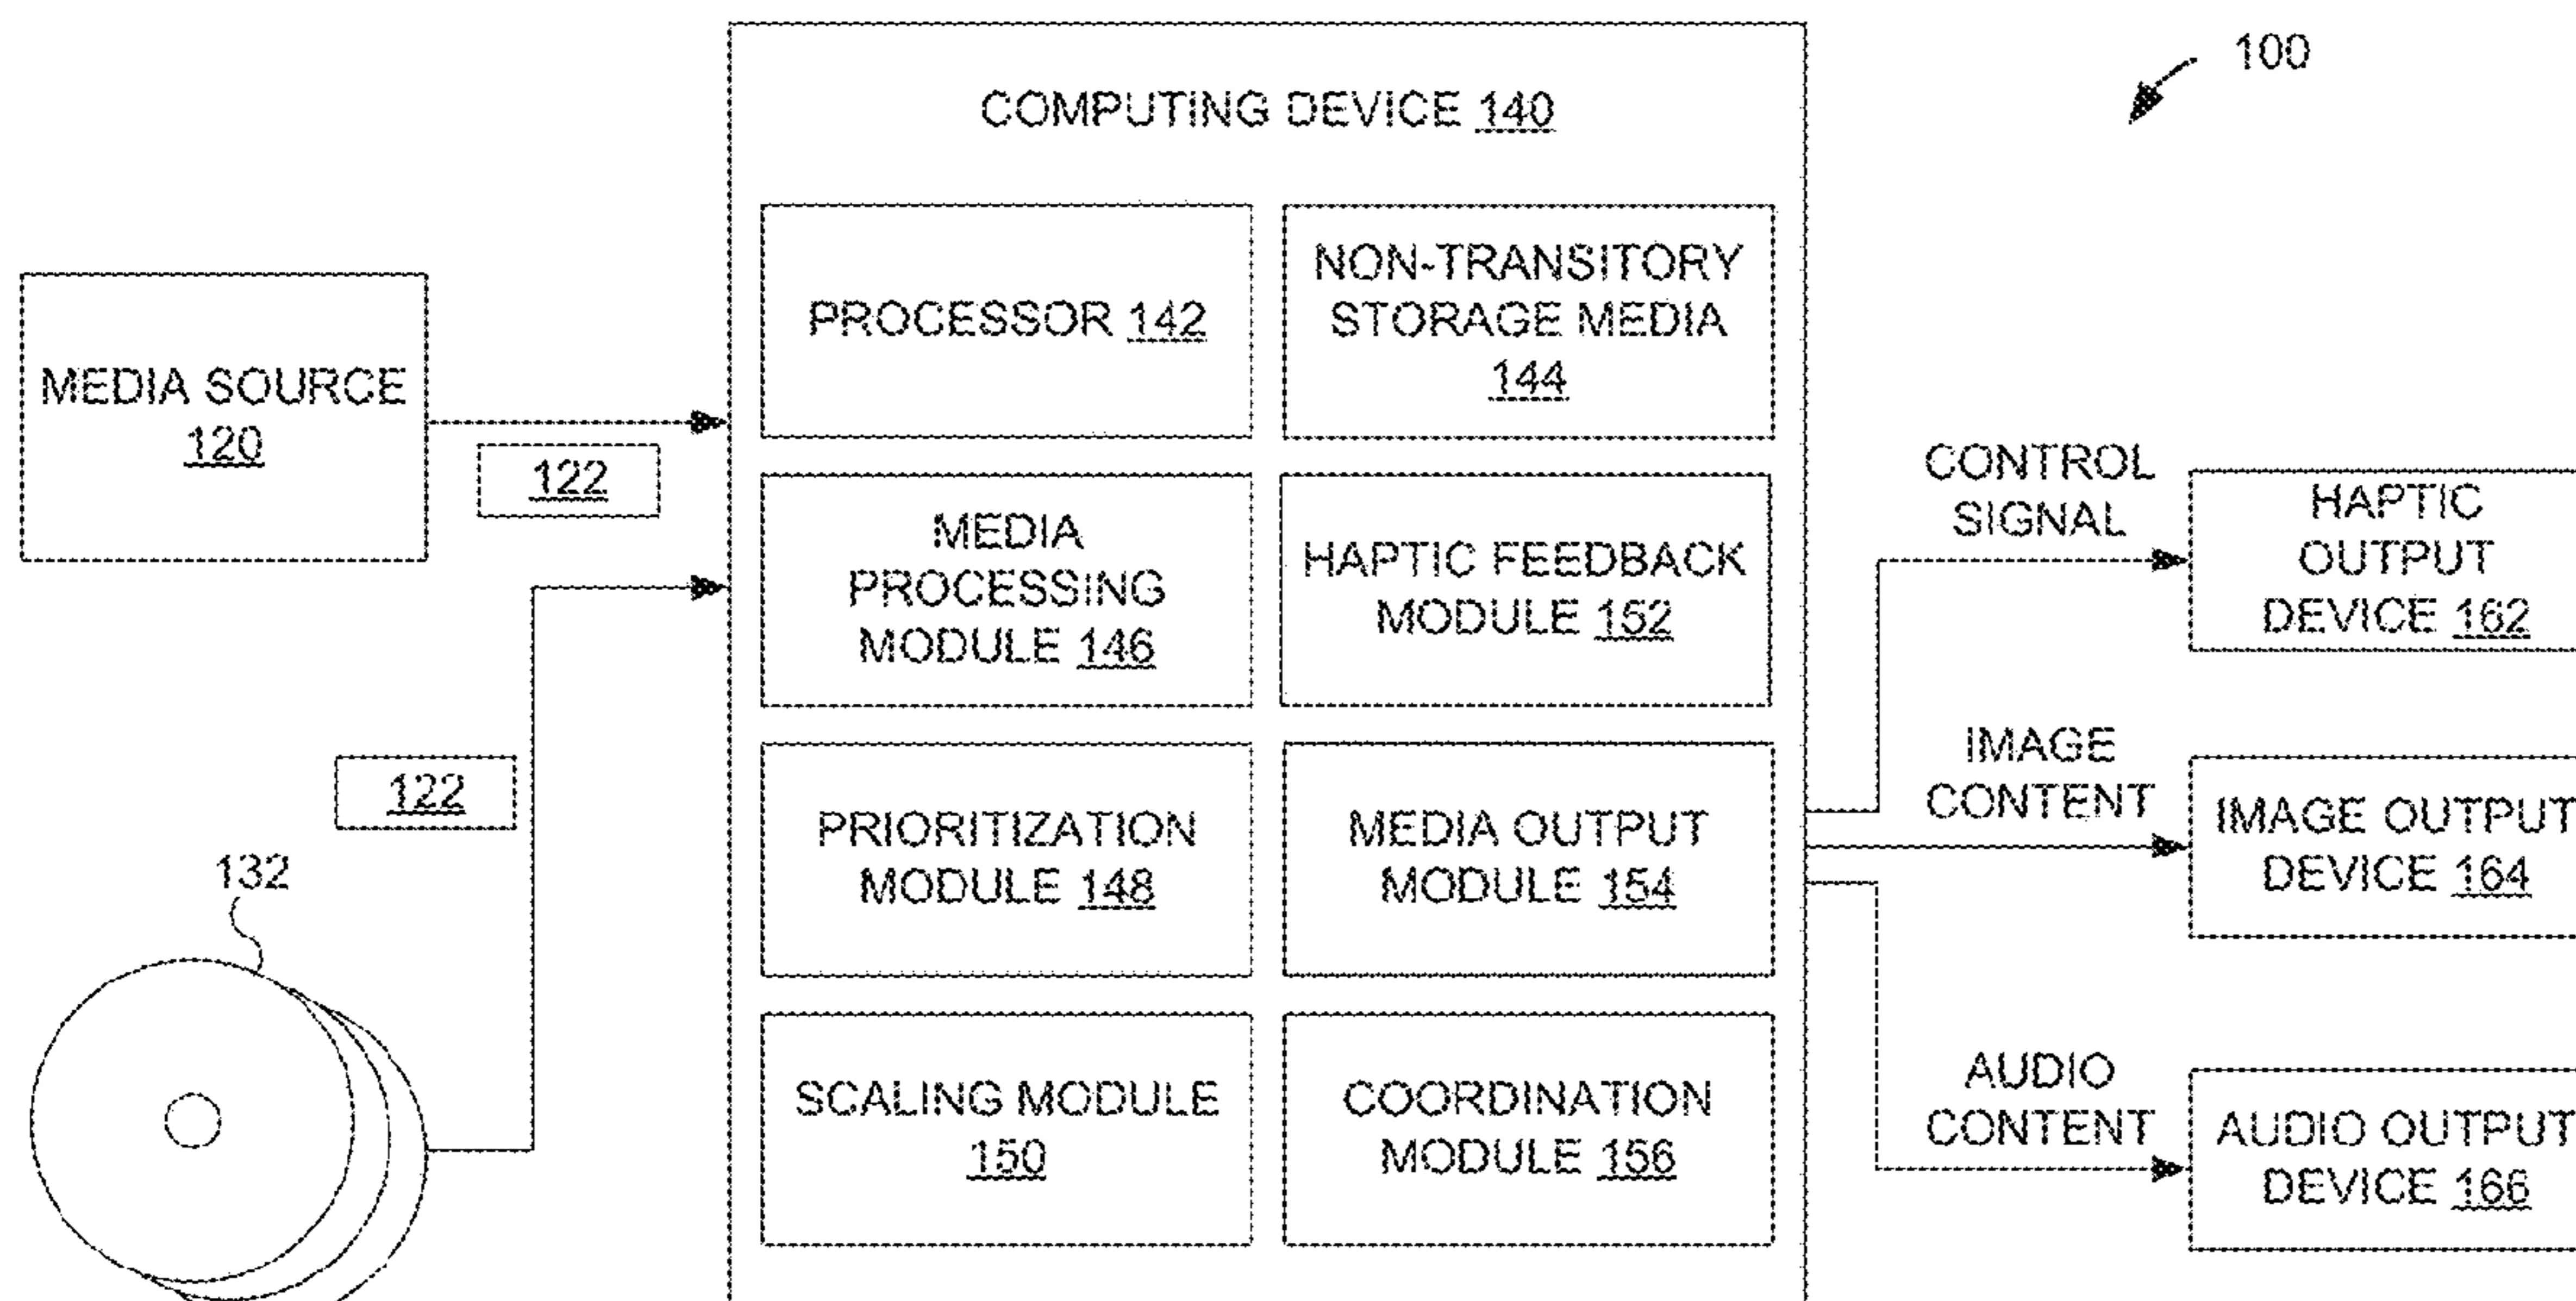 100
COMPUTING DEVICE 140
PROCESSOR 142
NON-TRANSITORY
STORAGE MEDIA
144
MEDIA SOURCE
120
122
MEDIA
PROCESSING
MODULE 146
HAPTIC FEEDBACK
MODULE 152
CONTROL
SIGNAL
HAPTIC
OUTPUT
DEVICE 162
122
PRIORITIZATION
MODULE 148
MEDIA OUTPUT
MODULE 154
IMAGE
CONTENT
IMAGE OUTPUT
DEVICE 164
132
SCALING MODULE
150
COORDINATION
MODULE 156
AUDIO
CONTENT
AUDIO OUTPUT
DEVICE 166